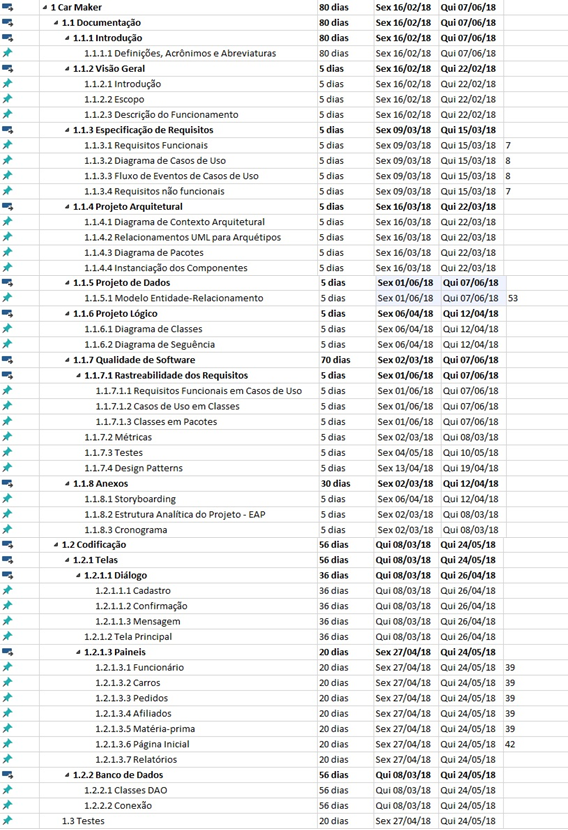 1 Car Maker 80 dias Sex 16/02/18 Qui 07/06/18
1.1 Documentação 80 dias Sex 16/02/18 Qui 07/06/18
1.1.1 Introdução 80 dias Sex 16/02/18 Qui 07/06/18
1.1.1.1 Definições, Acrônimos e Abreviaturas 80 dias Sex 16/02/18 Qui 07/06/18
1.1.2 Visão Geral 5 dias Sex 16/02/18 Qui 22/02/18
1.1.2.1 Introdução 5 dias Sex 16/02/18 Qui 22/02/18
1.1.2.2 Escopo 5 dias Sex 16/02/18 Qui 22/02/18
1.1.2.3 Descrição do Funcionamento 5 dias Sex 16/02/18 Qui 22/02/18
1.1.3 Especificação de Requisitos 5 dias Sex 09/03/18 Qui 15/03/18
1.1.3.1 Requisitos Funcionais 5 dias Sex 09/03/18 Qui 15/03/18 7
1.1.3.2 Diagrama de Casos de Uso 5 dias Sex 09/03/18 Qui 15/03/18 8
1.1.3.3 Fluxo de Eventos de Casos de Uso 5 dias Sex 09/03/18 Qui 15/03/18 8
1.1.3.4 Requisitos não funcionais 5 dias Sex 09/03/18 Qui 15/03/18 7
1.1.4 Projeto Arquitetural 5 dias Sex 16/03/18 Qui 22/03/18
1.1.4.1 Diagrama de Contexto Arquitetural 5 dias Sex 16/03/18 Qui 22/03/18
1.1.4.2 Relacionamentos UML para Arquétipos 5 dias Sex 16/03/18 Qui 22/03/18
1.1.4.3 Diagrama de Pacotes 5 dias Sex 16/03/18 Qui 22/03/18
1.1.4.4 Instanciação dos Componentes 5 dias Sex 16/03/18 Qui 22/03/18
1.1.5 Projeto de Dados 5 dias Sex 01/06/18 Qui 07/06/18
1.1.5.1 Modelo Entidade-Relacionamento 5 dias Sex 01/06/18 Qui 07/06/18 53
1.1.6 Projeto Lógico 5 dias Sex 06/04/18 Qui 12/04/18
1.1.6.1 Diagrama de Classes 5 dias Sex 06/04/18 Qui 12/04/18
1.1.6.2 Diagrama de Seguência 5 dias Sex 06/04/18 Qui 12/04/18
1.1.7 Qualidade de Software 70 dias Sex 02/03/18 Qui 07/06/18
1.1.7.1 Rastreabilidade dos Requisitos 5 dias Sex 01/06/18 Qui 07/06/18
1.1.7.1.1 Requisitos Funcionais em Casos de Uso 5 dias Sex 01/06/18 Qui 07/06/18
1.1.7.1.2 Casos de Uso em Classes 5 dias Sex 01/06/18 Qui 07/06/18
1.1.7.1.3 Classes em Pacotes 5 dias Sex 01/06/18 Qui 07/06/18
1.1.7.2 Métricas 5 dias Sex 02/03/18 Qui 08/03/18
1.1.7.3 Testes 5 dias Sex 04/05/18 Qui 10/05/18
1.1.7.4 Design Patterns 5 dias Sex 13/04/18 Qui 19/04/18
1.1.8 Anexos 30 dias Sex 02/03/18 Qui 12/04/18
1.1.8.1 Storyboarding 5 dias Sex 06/04/18 Qui 12/04/18
1.1.8.2 Estrutura Analítica do Projeto - EAP 5 dias Sex 02/03/18 Qui 08/03/18
1.1.8.3 Cronograma 5 dias Sex 02/03/18 Qui 08/03/18
1.2 Codificação 56 dias Qui 08/03/18 Qui 24/05/18
1.2.1 Telas 56 dias Qui 08/03/18 Qui 24/05/18
1.2.1.1 Diálogo 36 dias Qui 08/03/18 Qui 26/04/18
1.2.1.1.1 Cadastro 36 dias Qui 08/03/18 Qui 26/04/18
1.2.1.1.2 Confirmação 36 dias Qui 08/03/18 Qui 26/04/18
1.2.1.1.3 Mensagem 36 dias Qui 08/03/18 Qui 26/04/18
1.2.1.2 Tela Principal 36 dias Qui 08/03/18 Qui 26/04/18
1.2.1.3 Paineis 20 dias Sex 27/04/18 Qui 24/05/18
1.2.1.3.1 Funcionário 20 dias Sex 27/04/18 Qui 24/05/18 39
1.2.1.3.2 Carros 20 dias Sex 27/04/18 Qui 24/05/18 39
1.2.1.3.3 Pedidos 20 dias Sex 27/04/18 Qui 24/05/18 39
1.2.1.3.4 Afiliados 20 dias Sex 27/04/18 Qui 24/05/18 39
1.2.1.3.5 Matéria-prima 20 dias Sex 27/04/18 Qui 24/05/18 39
1.2.1.3.6 Página Inicial 20 dias Sex 27/04/18 Qui 24/05/18 42
1.2.1.3.7 Relatórios 20 dias Sex 27/04/18 Qui 24/05/18
1.2.2 Banco de Dados 56 dias Qui 08/03/18 Qui 24/05/18
1.2.2.1 Classes DAO 56 dias Qui 08/03/18 Qui 24/05/18
1.2.2.2 Conexão 56 dias Qui 08/03/18 Qui 24/05/18
1.3 Testes 20 dias Sex 27/04/18 Qui 24/05/18